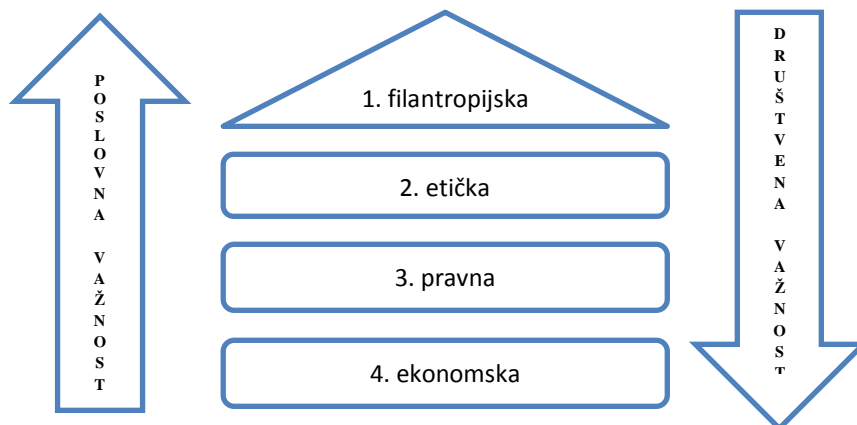 POSLOVNA VAŽNOST
1. filantropijska
2. etička
3. pravna
4. ekonomska
DRUŠTVENA VAŽNOST